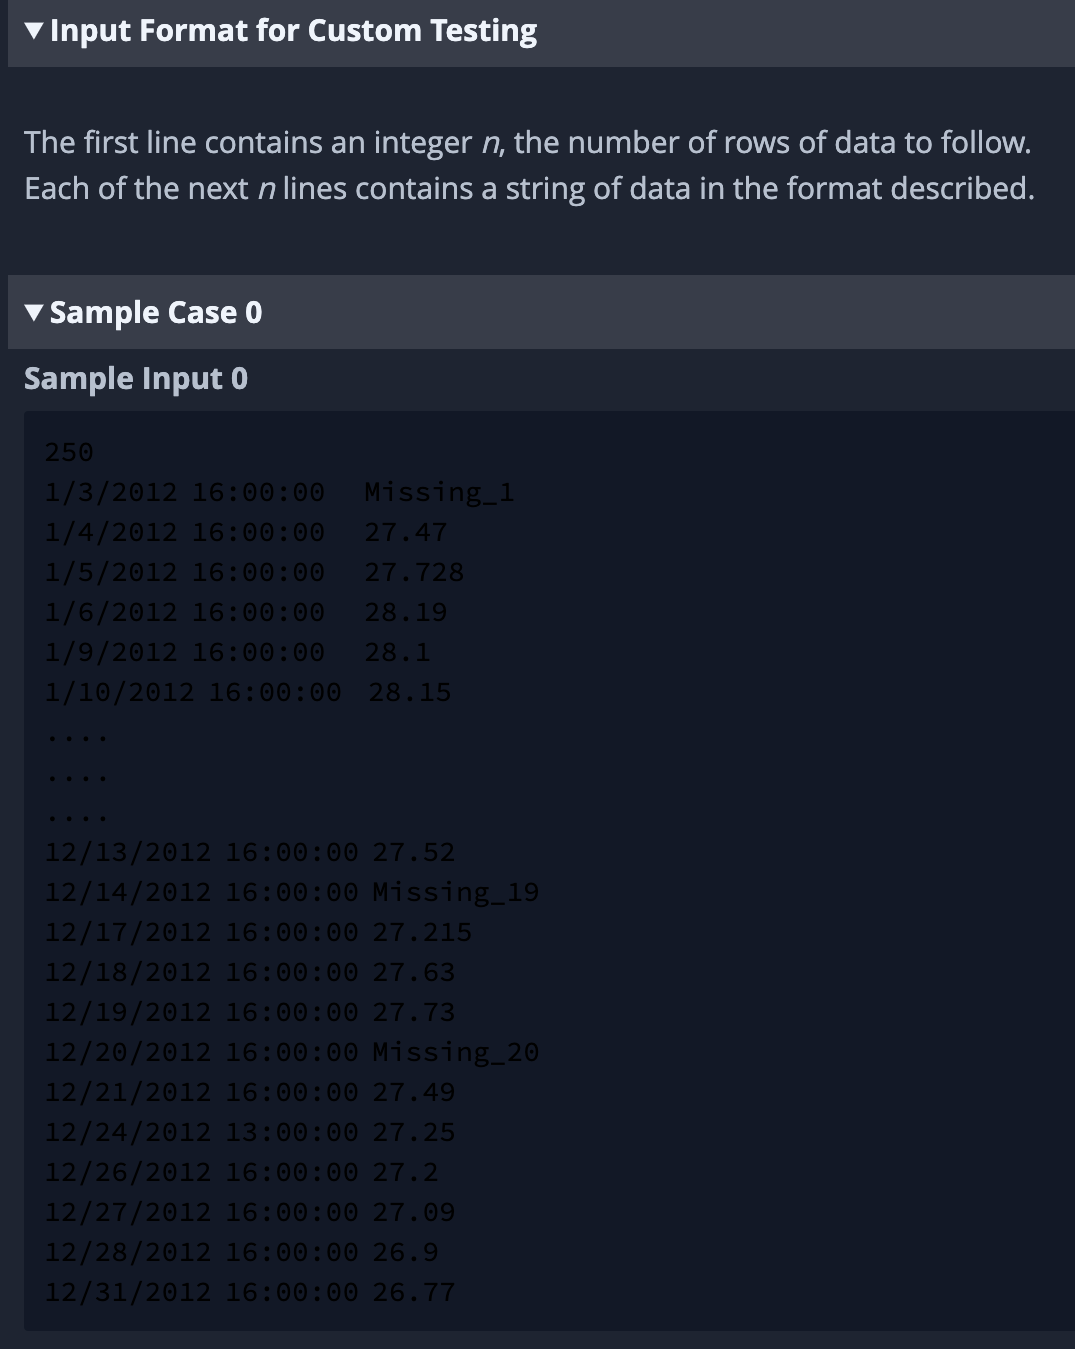 ▼ Input Format for Custom Testing
The first line contains an integer n, the number of rows of data to follow.
Each of the next n lines contains a string of data in the format described.
▼ Sample Case 0
Sample Input 0
250
1/3/2012 16:00:00 Missing_1
1/4/2012 16:00:00 27.47
1/5/2012 16:00:00 27.728
1/6/2012 16:00:00 28.19
1/9/2012 16:00:00 28.1
1/10/2012 16:00:00 28.15
....
....
....
12/13/2012 16:00:00 27.52
12/14/2012 16:00:00 Missing_19
12/17/2012 16:00:00 27.215
12/18/2012 16:00:00 27.63
12/19/2012 16:00:00 27.73
12/20/2012 16:00:00 Missing_20
12/21/2012 16:00:00 27.49
12/24/2012 13:00:00 27.25
12/26/2012 16:00:00 27.2
12/27/2012 16:00:00 27.09
12/28/2012 16:00:00 26.9
12/31/2012 16:00:00 26.77